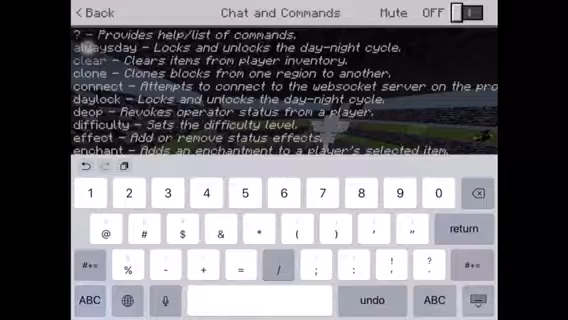 < Back Chat and Commands Mute OFF
? – Provides help/list of commands.
alwaysday – Locks and unlocks the day-night cycle.
clear – Clears items from player inventory.
clone – Clones blocks from one region to another.
connect – Attempts to connect to the websocket server on the pro
daylock – Locks and unlocks the day-night cycle.
deop – Revokes operator status from a player.
difficulty – Sets the difficulty level.
effect – Add or remove status effects.
enchant – Adds an enchantment to a player's selected item.
1 2 3 4 5 6 7 8 9 0
@ # $ & * ( ) ' " return
#+= % - + = / ; : ! , ? . #+=
ABC undo ABC